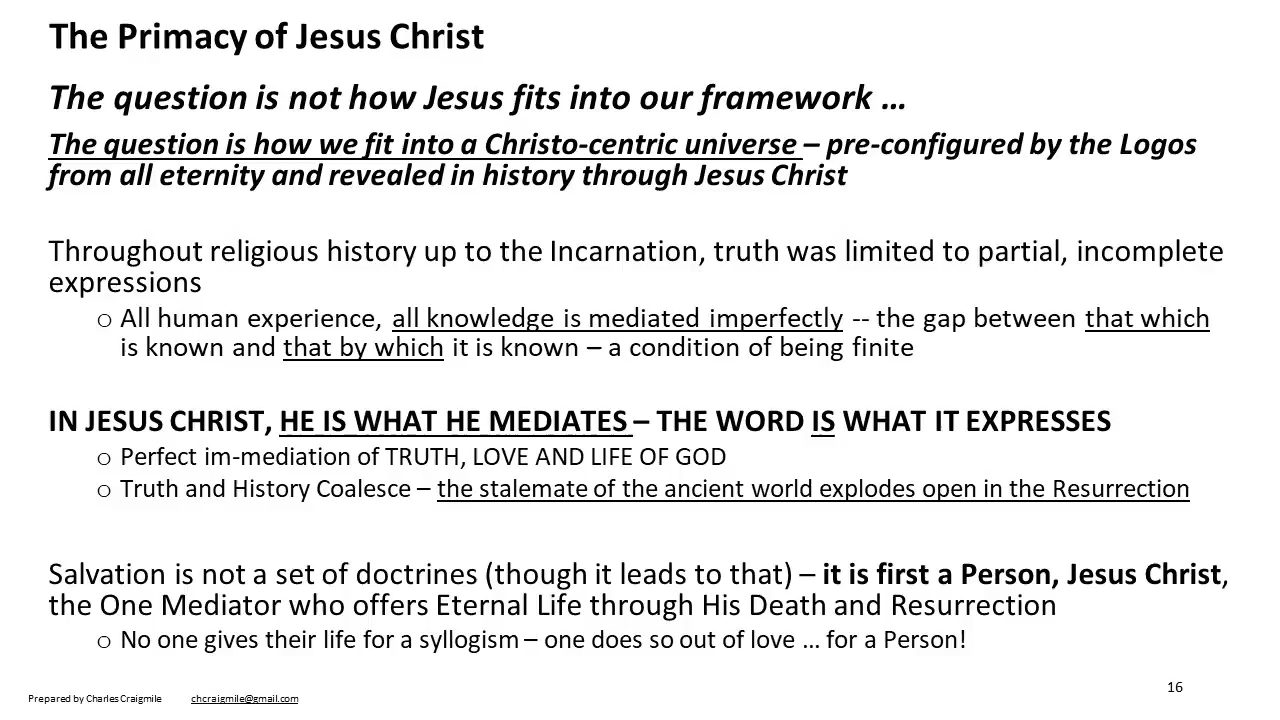 The Primacy of Jesus Christ
The question is not how Jesus fits into our framework …
The question is how we fit into a Christo-centric universe – pre-configured by the Logos
from all eternity and revealed in history through Jesus Christ
Throughout religious history up to the Incarnation, truth was limited to partial, incomplete
expressions
o All human experience, all knowledge is mediated imperfectly -- the gap between that which
is known and that by which it is known – a condition of being finite
IN JESUS CHRIST, HE IS WHAT HE MEDIATES – THE WORD IS WHAT IT EXPRESSES
o Perfect im-mediation of TRUTH, LOVE AND LIFE OF GOD
o Truth and History Coalesce – the stalemate of the ancient world explodes open in the Resurrection
Salvation is not a set of doctrines (though it leads to that) – it is first a Person, Jesus Christ,
the One Mediator who offers Eternal Life through His Death and Resurrection
o No one gives their life for a syllogism – one does so out of love … for a Person!
16
Prepared by Charles Craigmile chcraigmile@gmail.com